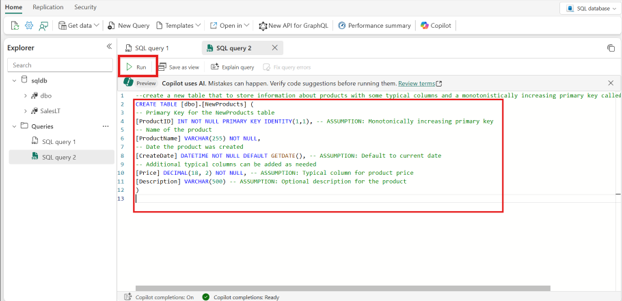 Home Replication Security
SQL database
Get data New Query Templates Open in New API for GraphQL Performance summary Copilot
Explorer
SQL query 1
SQL query 2
Search
Run Save as view Explain query Fix query errors
Preview Copilot uses AI. Mistakes can happen. Verify code suggestions before running them. Review terms
sqldb
dbo
SalesLT
Queries
SQL query 1
SQL query 2
1 --create a new table that to store information about products with some typical columns and a monotonistically increasing primary key called
2 CREATE TABLE [dbo].[NewProducts] (
3 -- Primary Key for the NewProducts table
4 [ProductID] INT NOT NULL PRIMARY KEY IDENTITY(1,1), -- ASSUMPTION: Monotonically increasing primary key
5 -- Name of the product
6 [ProductName] VARCHAR(255) NOT NULL,
7 -- Date the product was created
8 [CreateDate] DATETIME NOT NULL DEFAULT GETDATE(), -- ASSUMPTION: Default to current date
9 -- Additional typical columns can be added as needed
10 [Price] DECIMAL(18, 2) NOT NULL, -- ASSUMPTION: Typical column for product price
11 [Description] VARCHAR(500) -- ASSUMPTION: Optional description for the product
12 )
13
Copilot completions: On Copilot completions: Ready